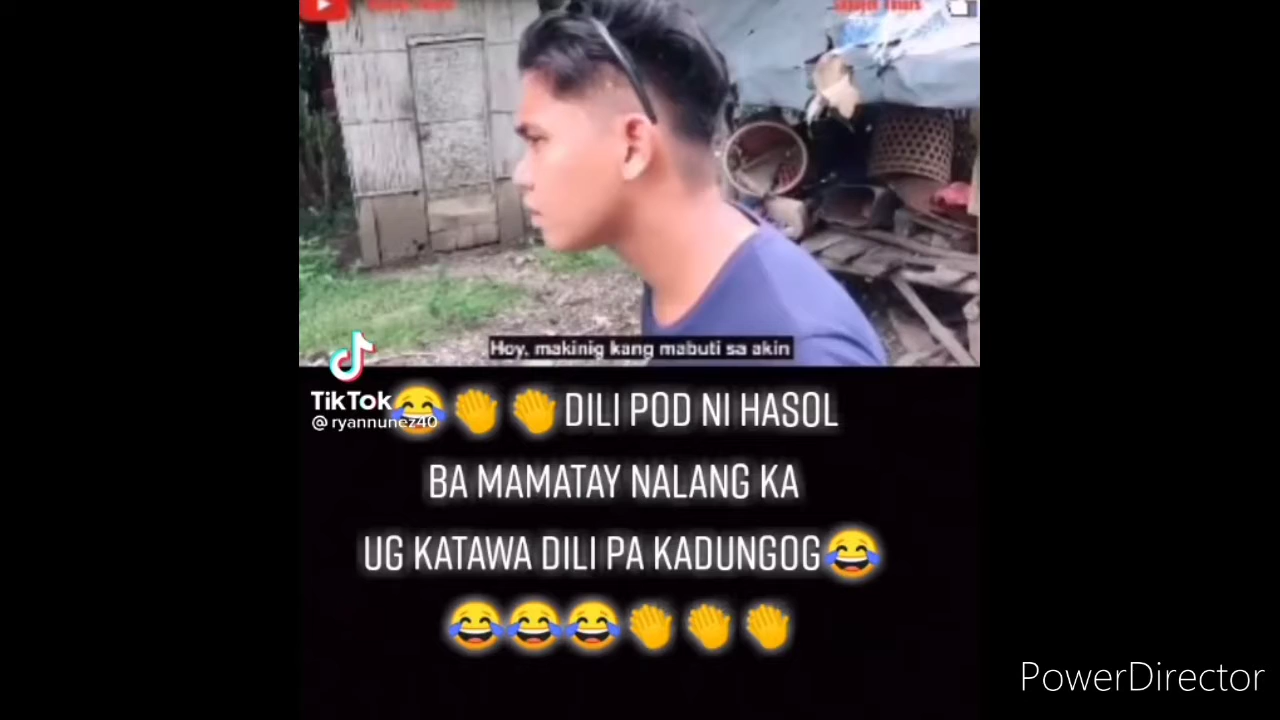 Hoy, makinig kang mabuti sa akin
TikTok
@ryannunez40
😂👏👏DILI POD NI HASOL
BA MAMATAY NALANG KA
UG KATAWA DILI PA KADUNGOG😂
😂😂😂👏👏👏
PowerDirector